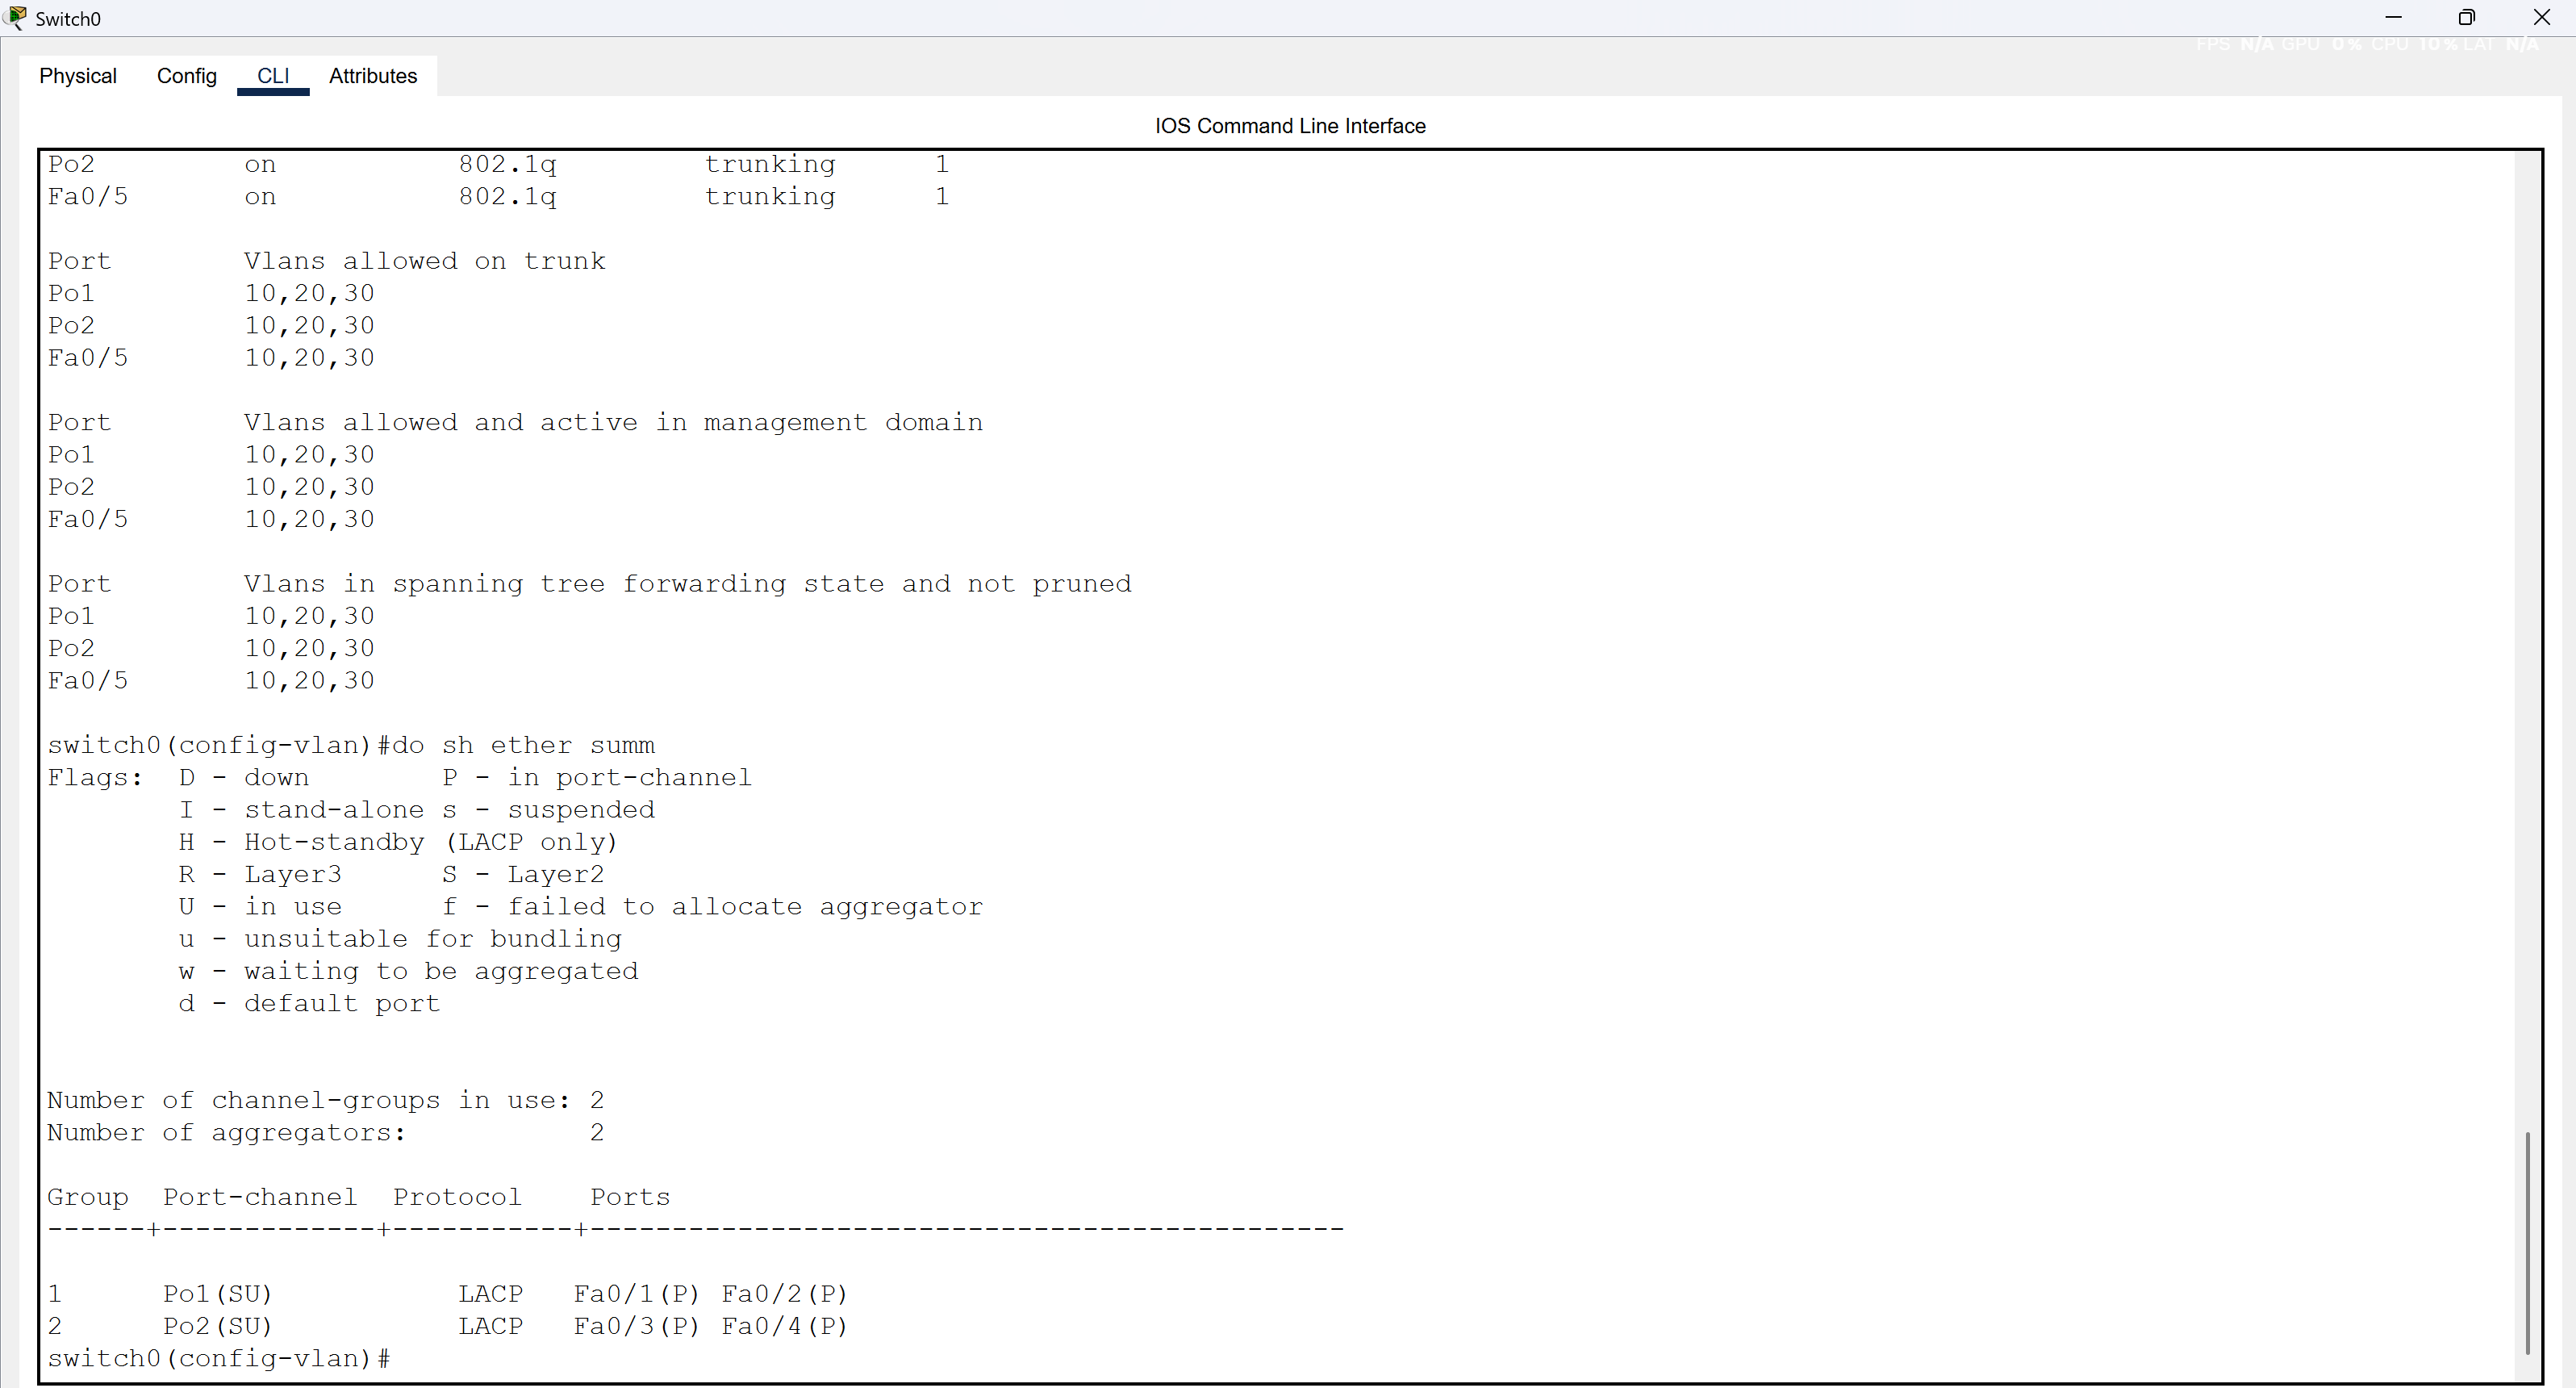 Switch0
FPS N/A GPU 0% CPU 10% LAT N/A
Physical Config CLI Attributes
IOS Command Line Interface
Po2 on 802.1q trunking 1
Fa0/5 on 802.1q trunking 1
Port Vlans allowed on trunk
Po1 10,20,30
Po2 10,20,30
Fa0/5 10,20,30
Port Vlans allowed and active in management domain
Po1 10,20,30
Po2 10,20,30
Fa0/5 10,20,30
Port Vlans in spanning tree forwarding state and not pruned
Po1 10,20,30
Po2 10,20,30
Fa0/5 10,20,30
switch0(config-vlan)#do sh ether summ
Flags: D - down P - in port-channel
I - stand-alone s - suspended
H - Hot-standby (LACP only)
R - Layer3 S - Layer2
U - in use f - failed to allocate aggregator
u - unsuitable for bundling
w - waiting to be aggregated
d - default port
Number of channel-groups in use: 2
Number of aggregators: 2
Group Port-channel Protocol Ports
------+-------------+-----------+----------------------------------------------
1 Po1(SU) LACP Fa0/1(P) Fa0/2(P)
2 Po2(SU) LACP Fa0/3(P) Fa0/4(P)
switch0(config-vlan)#